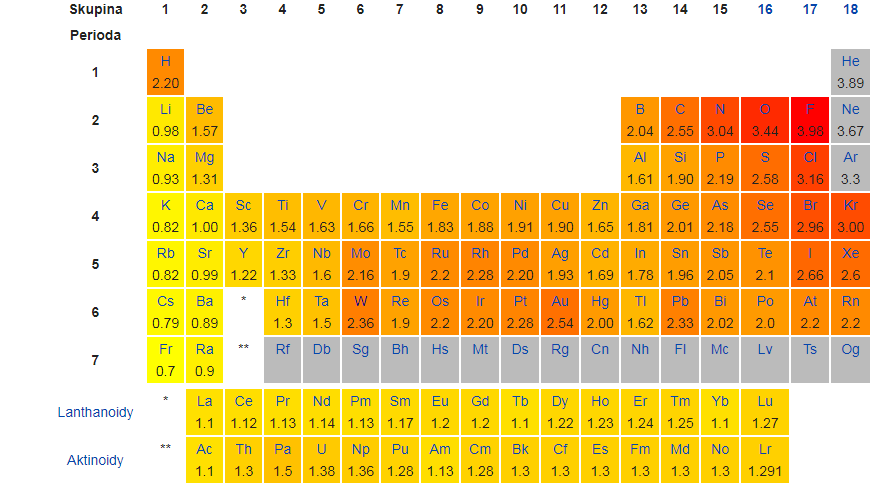 Skupina 1 2 3 4 5 6 7 8 9 10 11 12 13 14 15 16 17 18
Perioda
1 H He
2.20 3.89
2 Li Be B C N O F Ne
0.98 1.57 2.04 2.55 3.04 3.44 3.98 3.67
3 Na Mg Al Si P S Cl Ar
0.93 1.31 1.61 1.90 2.19 2.58 3.16 3.3
4 K Ca Sc Ti V Cr Mn Fe Co Ni Cu Zn Ga Ge As Se Br Kr
0.82 1.00 1.36 1.54 1.63 1.66 1.55 1.83 1.88 1.91 1.90 1.65 1.81 2.01 2.18 2.55 2.96 3.00
5 Rb Sr Y Zr Nb Mo Tc Ru Rh Pd Ag Cd In Sn Sb Te I Xe
0.82 0.99 1.22 1.33 1.6 2.16 1.9 2.2 2.28 2.20 1.93 1.69 1.78 1.96 2.05 2.1 2.66 2.6
6 Cs Ba * Hf Ta W Re Os Ir Pt Au Hg Tl Pb Bi Po At Rn
0.79 0.89 1.3 1.5 2.36 1.9 2.2 2.20 2.28 2.54 2.00 1.62 2.33 2.02 2.0 2.2 2.2
7 Fr Ra ** Rf Db Sg Bh Hs Mt Ds Rg Cn Nh Fl Mc Lv Ts Og
0.7 0.9
Lanthanoidy * La Ce Pr Nd Pm Sm Eu Gd Tb Dy Ho Er Tm Yb Lu
1.1 1.12 1.13 1.14 1.13 1.17 1.2 1.2 1.1 1.22 1.23 1.24 1.25 1.1 1.27
Aktinoidy ** Ac Th Pa U Np Pu Am Cm Bk Cf Es Fm Md No Lr
1.1 1.3 1.5 1.38 1.36 1.28 1.13 1.28 1.3 1.3 1.3 1.3 1.3 1.3 1.291